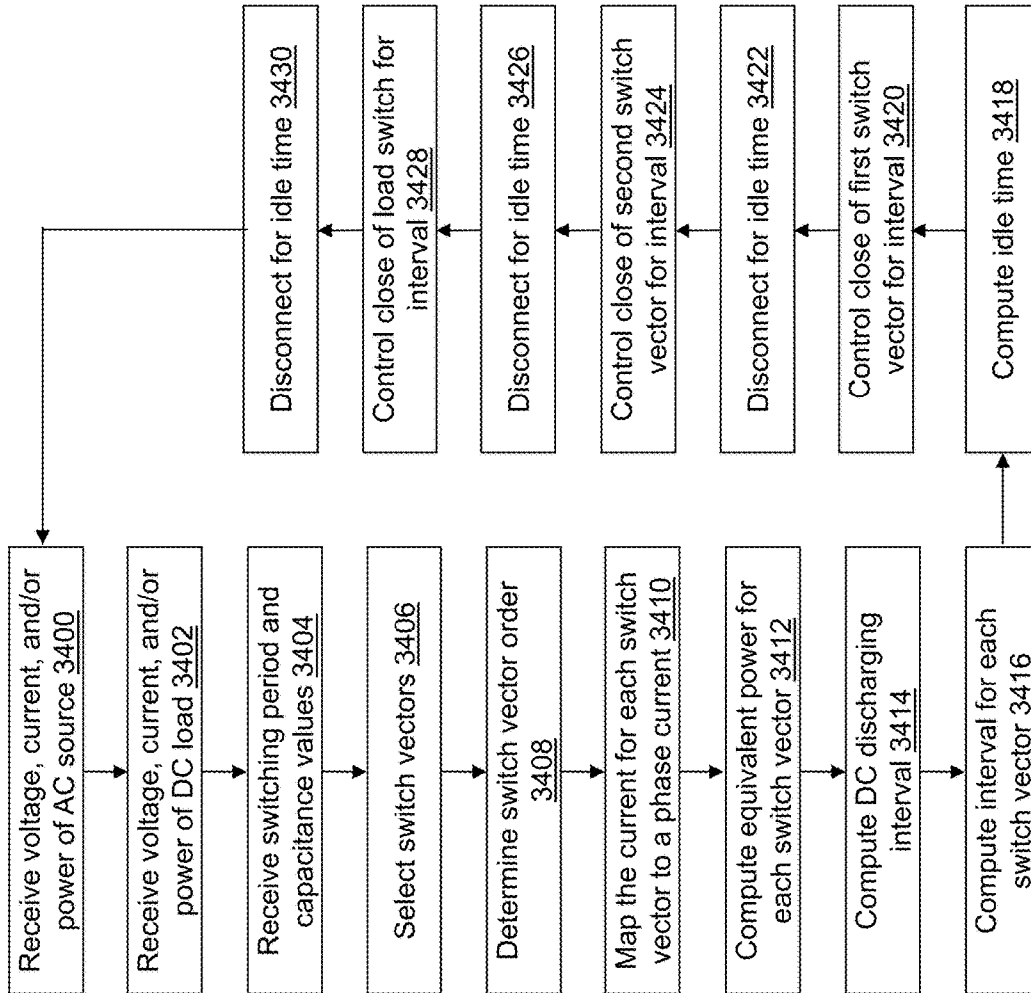 Receive voltage, current, and/or
power of AC source 3400
Receive voltage, current, and/or
power of DC load 3402
Receive switching period and
capacitance values 3404
Select switch vectors 3406
Determine switch vector order
3408
Map the current for each switch
vector to a phase current 3410
Compute equivalent power for
each switch vector 3412
Compute DC discharging
interval 3414
Compute interval for each
switch vector 3416
Compute idle time 3418
Control close of first switch
vector for interval 3420
Disconnect for idle time 3422
Control close of second switch
vector for interval 3424
Disconnect for idle time 3426
Control close of load switch for
interval 3428
Disconnect for idle time 3430